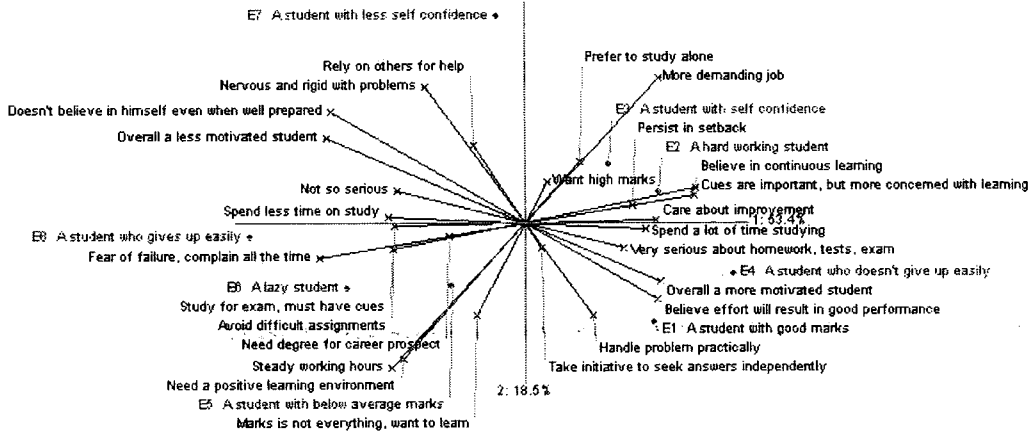 E7 A student with less self confidence
Prefer to study alone
Rely on others for help
More demanding job
Nervous and rigid with problems
E3 A student with self confidence
Doesn't believe in himself even when well prepared
Persist in setback
Overall a less motivated student
E2 A hard working student
Believe in continuous learning
Want high marks
Cues are important, but more concerned with learning
Not so serious
Spend less time on study
Care about improvement
1: 53.4%
Spend a lot of time studying
E8 A student who gives up easily
Very serious about homework, tests, exam
Fear of failure, complain all the time
E4 A student who doesn't give up easily
E6 A lazy student
Overall a more motivated student
Study for exam, must have cues
Believe effort will result in good performance
Avoid difficult assignments
E1 A student with good marks
Need degree for career prospect
Handle problem practically
Steady working hours
Take initiative to seek answers independently
Need a positive learning environment
2: 18.5%
E5 A student with below average marks
Marks is not everything, want to learn